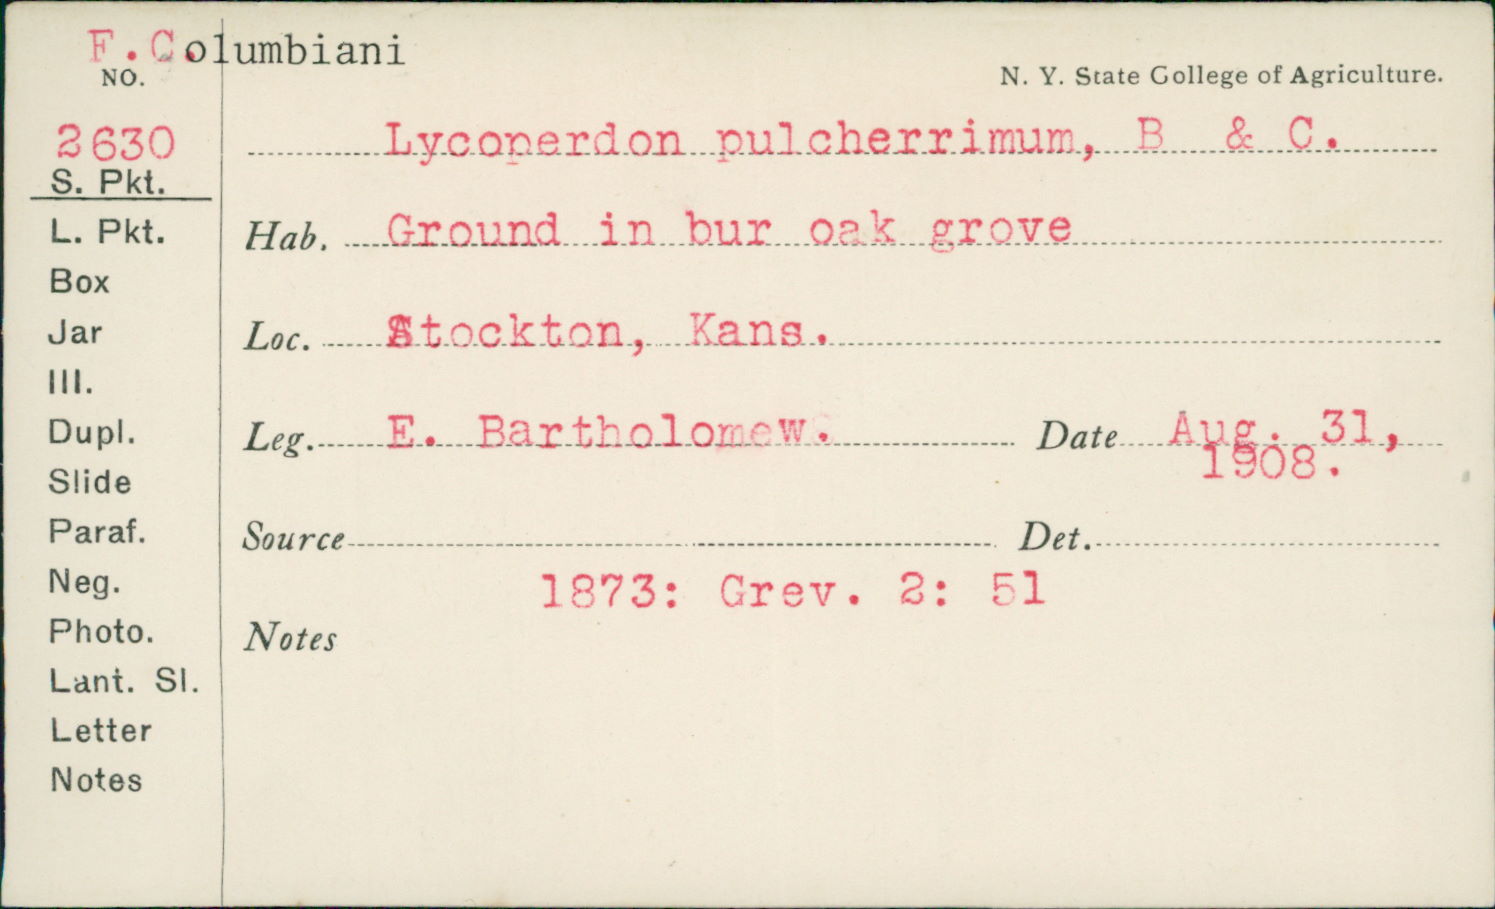 F. Columbiani
NO.
N. Y. State College of Agriculture.
2630
Lycoperdon pulcherrimum, B & C.
S. Pkt.
L. Pkt.
Hab. Ground in bur oak grove
Box
Jar
Loc. Stockton, Kans.
Ill.
Dupl.
Leg. E. Bartholomew. Date Aug. 31,
1908.
Slide
Paraf.
Source Det.
Neg.
1873: Grev. 2: 51
Photo.
Notes
Lant. Sl.
Letter
Notes